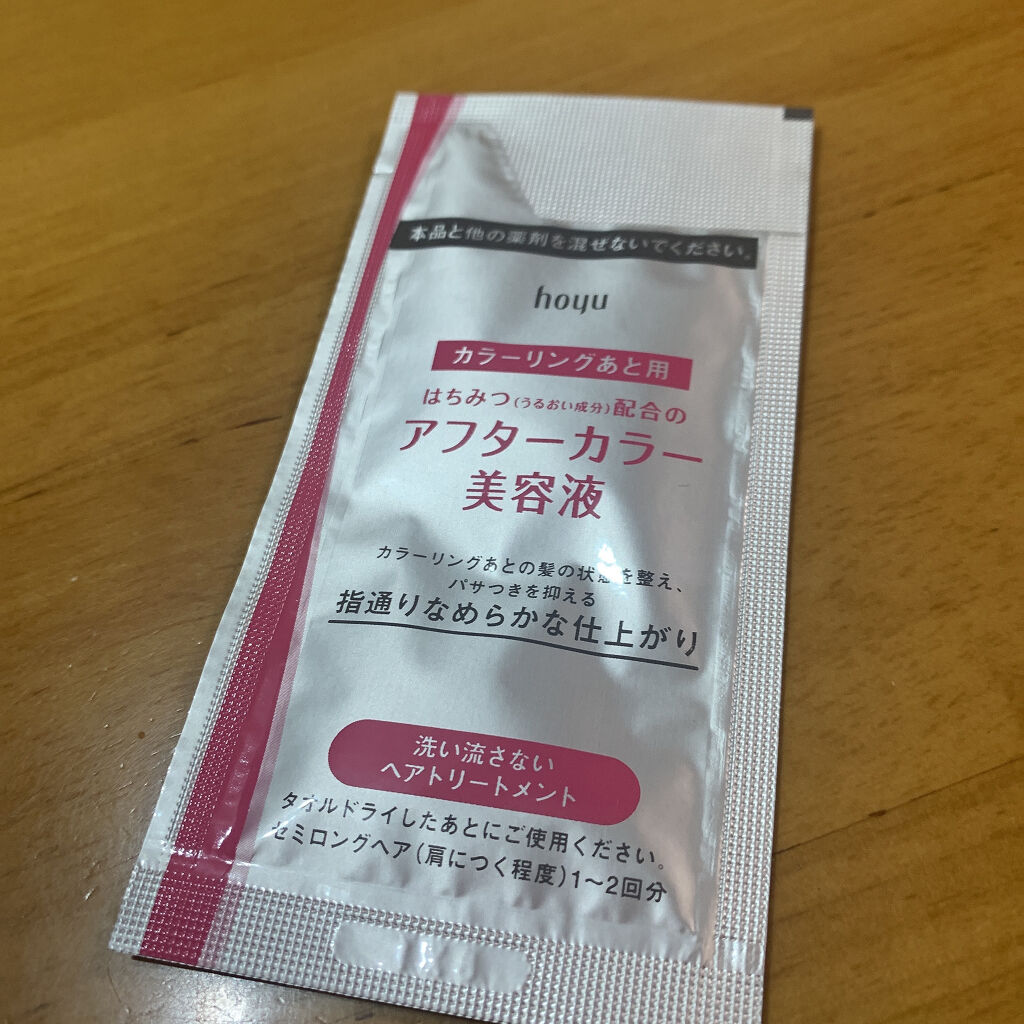 本品と他の薬剤を混ぜないでください。
hoyu
カラーリングあと用
はちみつ(うるおい成分)配合の
アフターカラー
美容液
カラーリングあとの髪の状態を整え、
パサつきを抑える
指通りなめらかな仕上がり
洗い流さない
ヘアトリートメント
タオルドライしたあとにご使用ください。
セミロングヘア(肩につく程度)1〜2回分